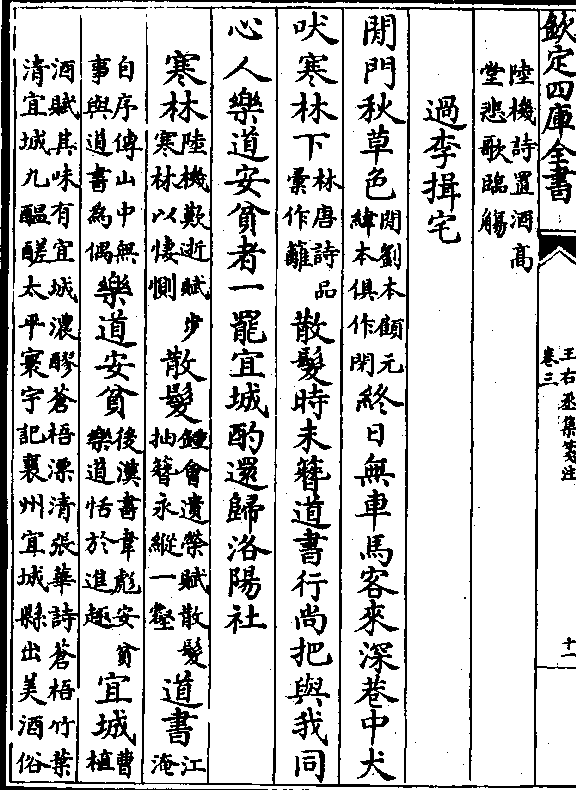 欽定四庫全書
王右丞集箋注
卷三
十一
陸機詩置酒高
堂悲歌臨觴
過李揖宅
閒門秋草色
閒劉本顧元
緯本俱作閉
終日無車馬客來深巷中犬
吠寒林下
林唐詩品
彚作籬
散髮時未簪道書行尚把與我同
心人樂道安貧者一罷宜城酌還歸洛陽社
寒林
陸機歎逝賦步
寒林以悽惻
散髮
鍾會遺榮賦散髮
抽簪永縱一壑
道書
江淹
自序傳山中無
事與道書為偶
樂道安貧
後漢書韋彪安貧
樂道恬於進趣
宜城
曹植
酒賦其味有宜城濃醪蒼梧漂清張華詩蒼梧竹葉
清宜城九醖醝太平寰宇記襄州宜城縣出美酒俗